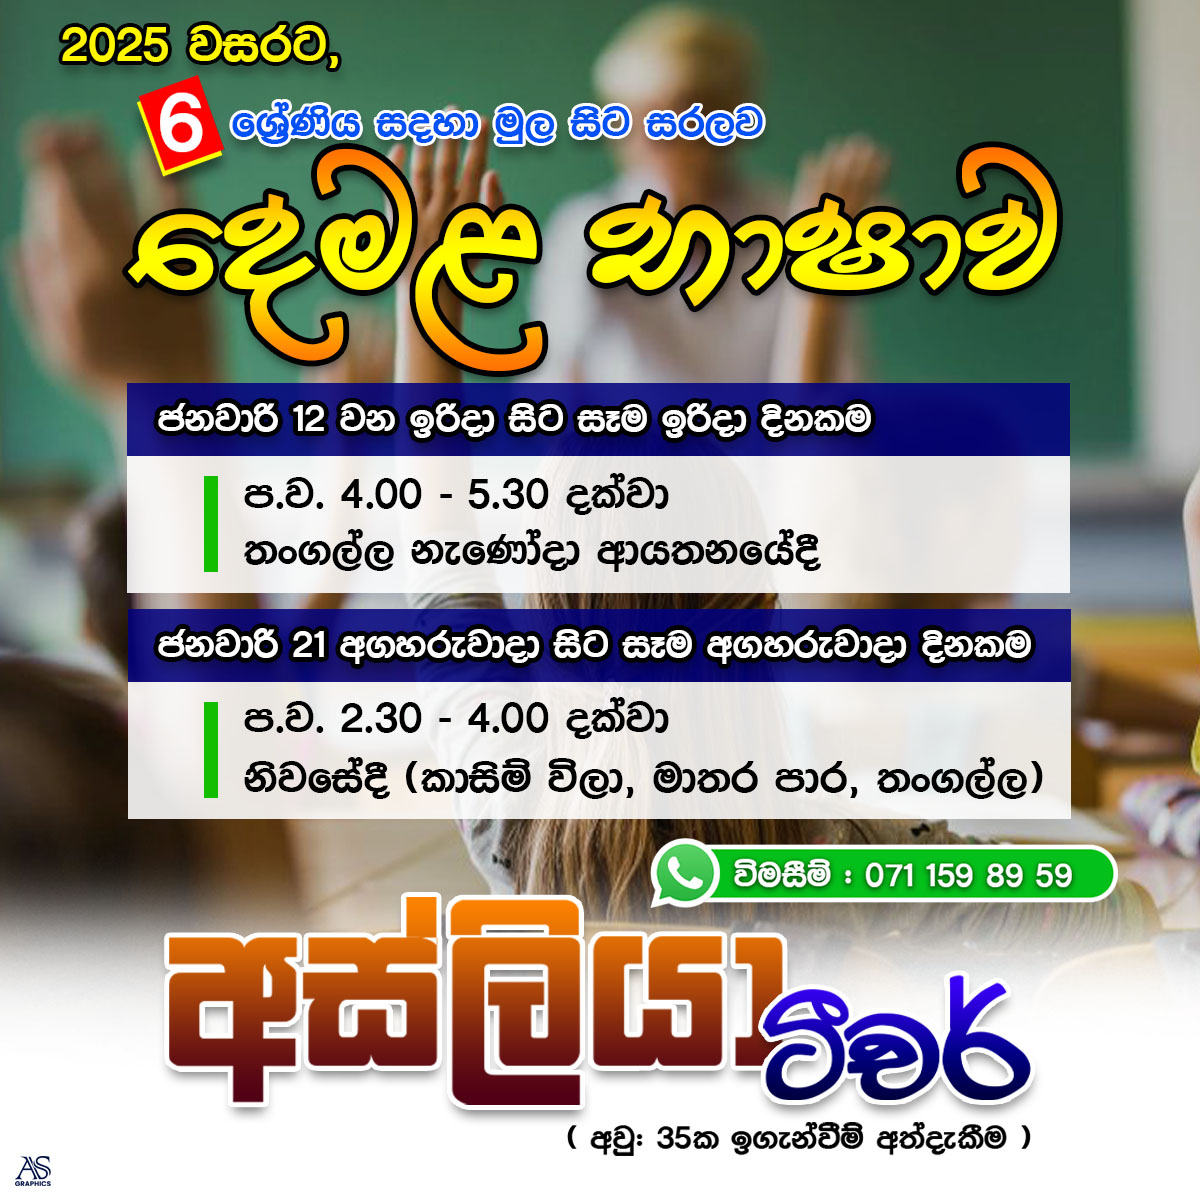 2025 වසරට,
6 ශ්‍රේණිය සඳහා මුල සිට සරලව
දෙමළ භාෂාව
ජනවාරි 12 වන ඉරිදා සිට සෑම ඉරිදා දිනකම
ප.ව. 4.00 - 5.30 දක්වා
තංගල්ල නැණෝදා ආයතනයේදී
ජනවාරි 21 අගහරුවාදා සිට සෑම අගහරුවාදා දිනකම
ප.ව. 2.30 - 4.00 දක්වා
නිවසේදී (කාසිම් විලා, මාතර පාර, තංගල්ල)
විමසීම් : 071 159 89 59
අස්ලියා
ටීචර්
( අවු: 35ක ඉගැන්වීම් අත්දැකීම )
AS
GRAPHICS